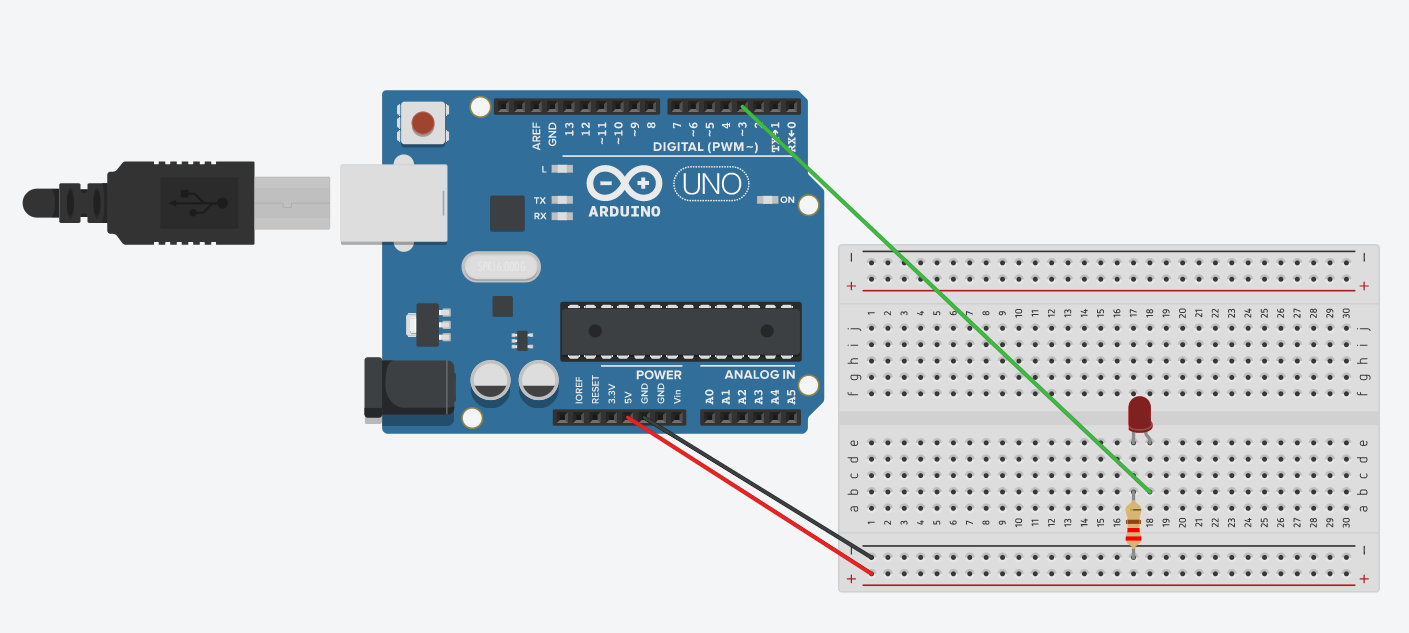 AREF GND 13 12 ~11 ~10 ~9 8 7 ~6 ~5 4 ~3 2 TX→1 RX←0
DIGITAL (PWM~)
L
TX
RX
UNO
ON
ARDUINO
POWER ANALOG IN
IOREF RESET 3.3V 5V GND GND Vin A0 A1 A2 A3 A4 A5
− −
+ +
1 2 3 4 5 6 7 8 9 10 11 12 13 14 15 16 17 18 19 20 21 22 23 24 25 26 27 28 29 30
j j
i i
h h
g g
f f
e e
d d
c c
b b
a a
1 2 3 4 5 6 7 8 9 10 11 12 13 14 15 16 18 19 20 21 22 23 24 25 26 27 28 29 30
− −
+ +